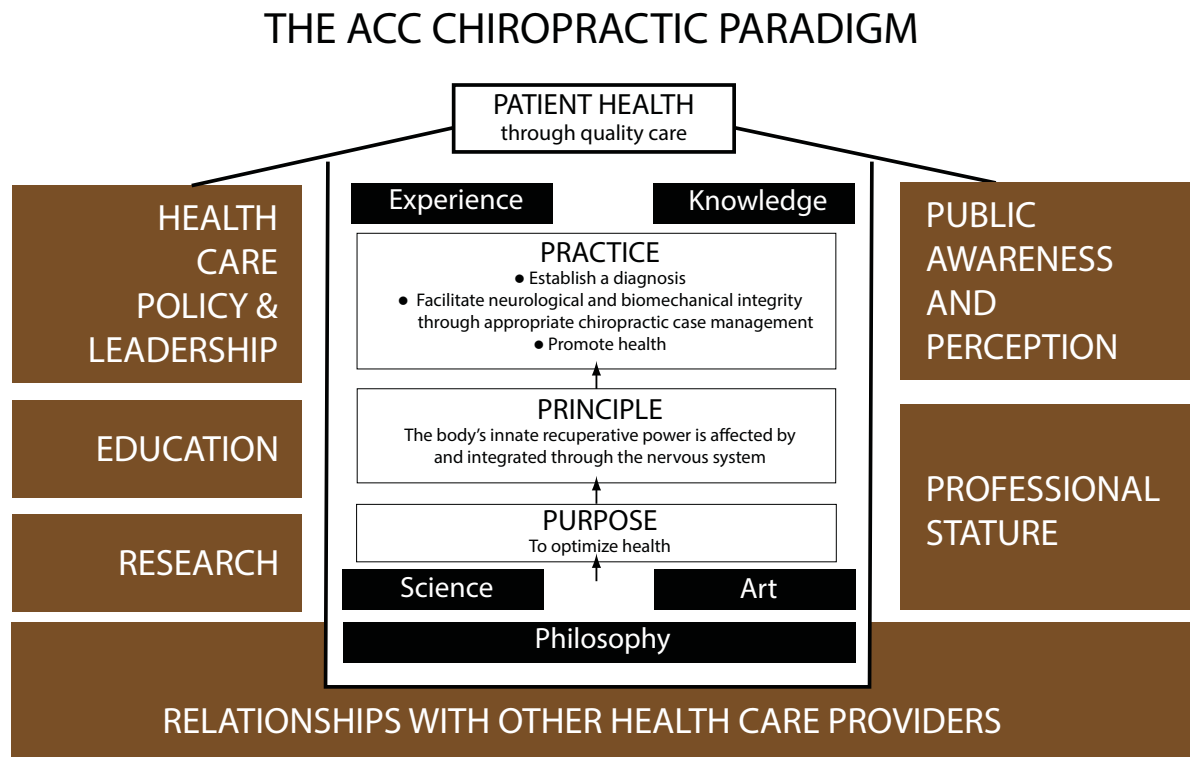 THE ACC CHIROPRACTIC PARADIGM
PATIENT HEALTH
through quality care
HEALTH
CARE
POLICY &
LEADERSHIP
EDUCATION
RESEARCH
Experience
Knowledge
PRACTICE
● Establish a diagnosis
● Facilitate neurological and biomechanical integrity
through appropriate chiropractic case management
● Promote health
PRINCIPLE
The body’s innate recuperative power is affected by
and integrated through the nervous system
PURPOSE
To optimize health
Science
Art
Philosophy
PUBLIC
AWARENESS
AND
PERCEPTION
PROFESSIONAL
STATURE
RELATIONSHIPS WITH OTHER HEALTH CARE PROVIDERS